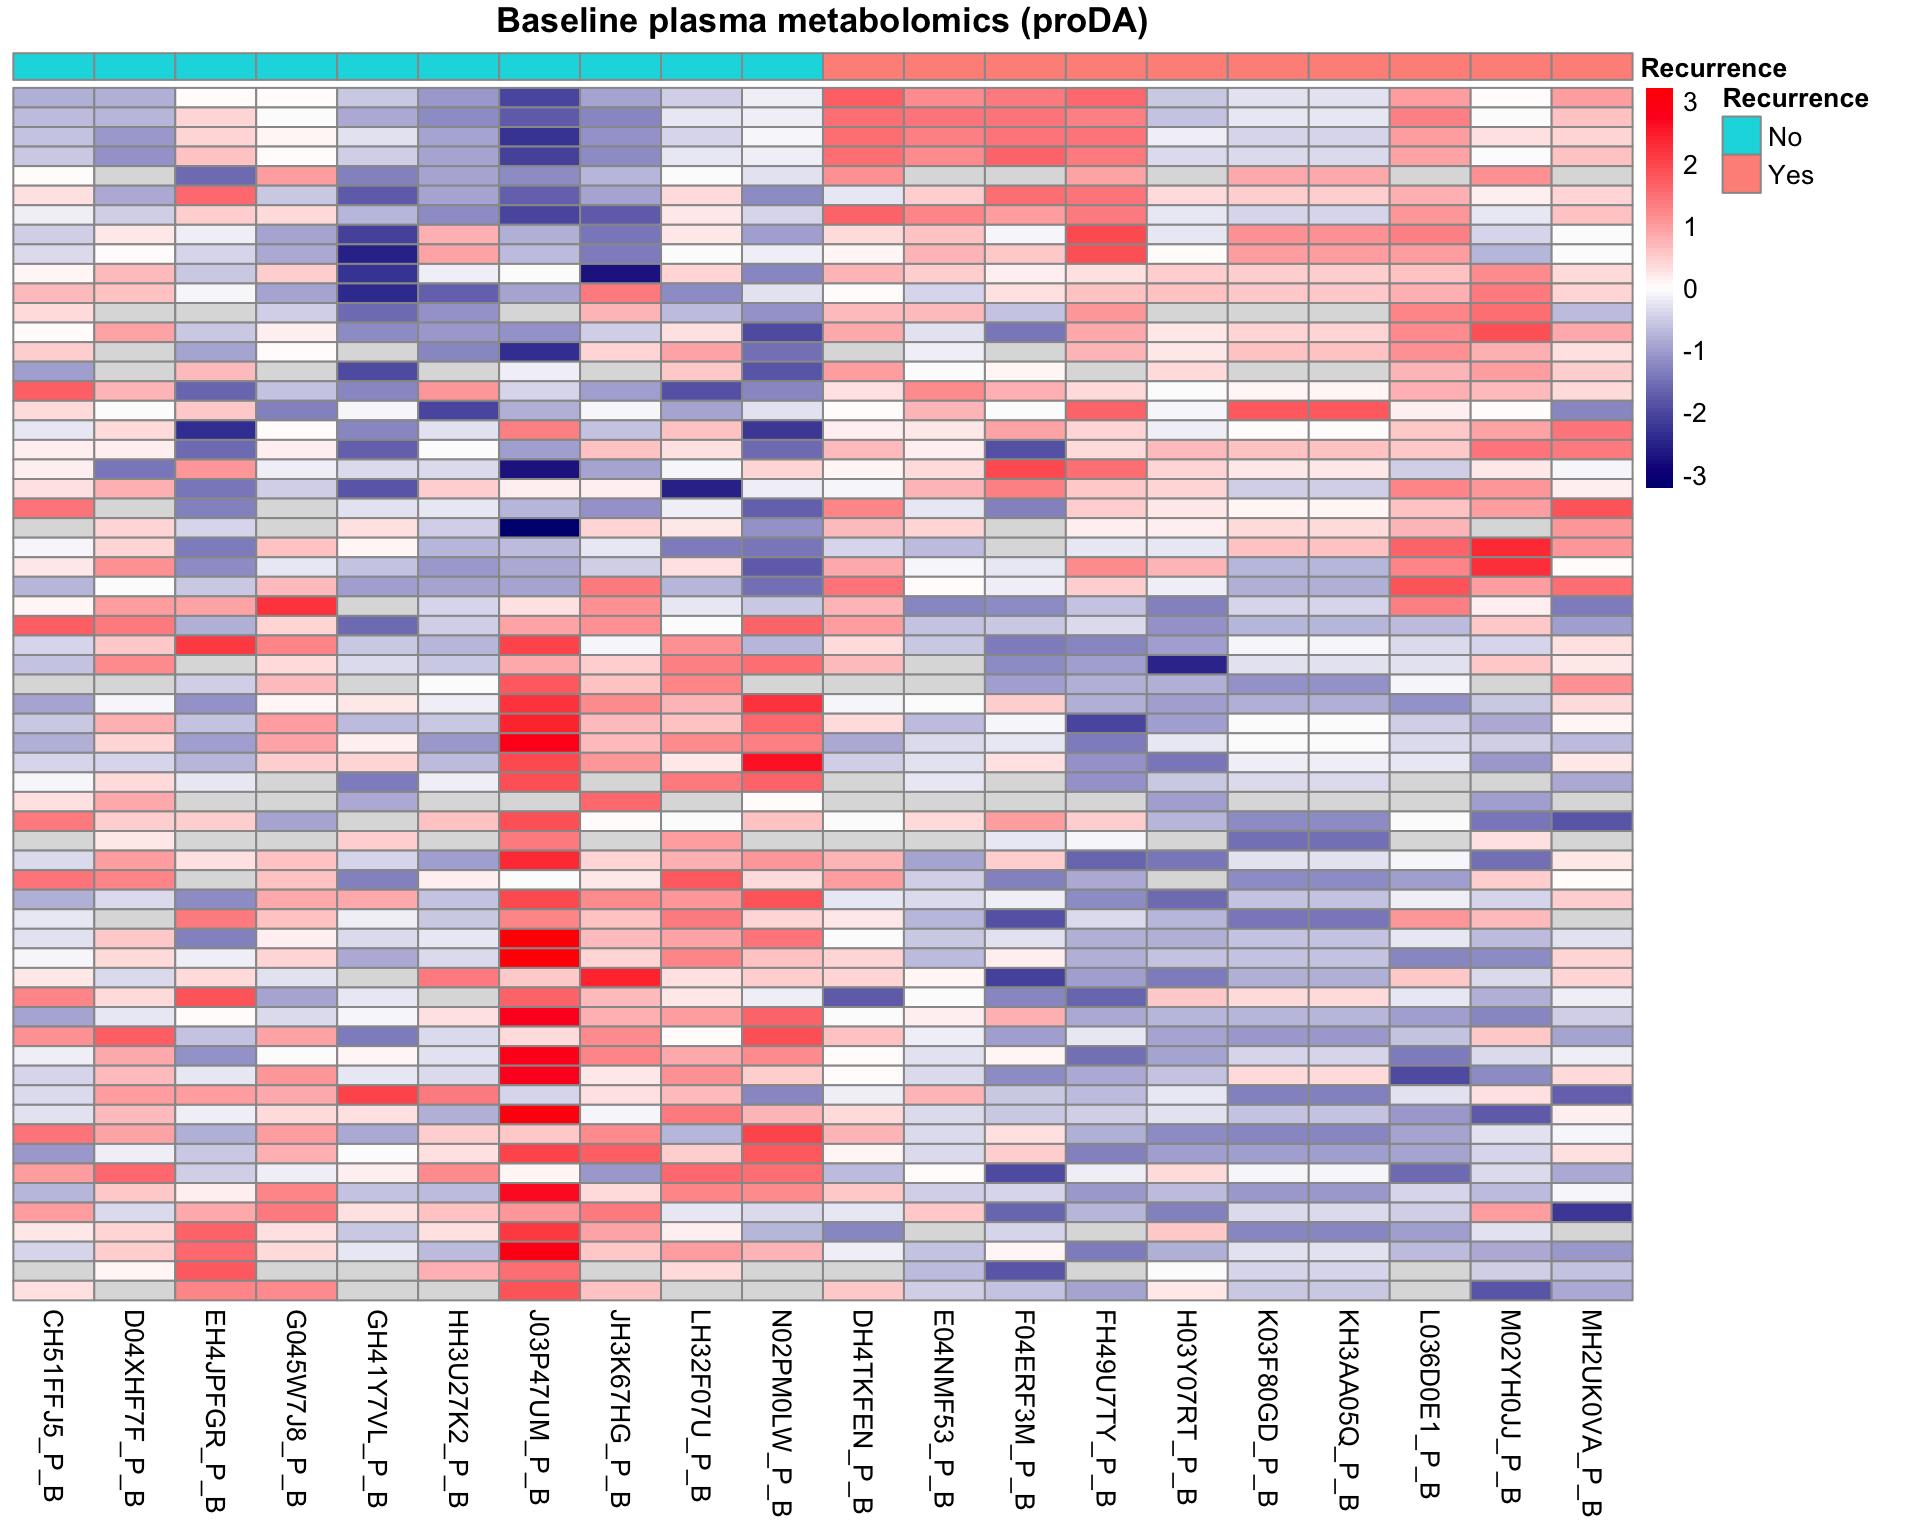 Baseline plasma metabolomics (proDA)
Recurrence
3
2
1
0
-1
-2
-3
Recurrence
No
Yes
CH51FFJ5_P_B
D04XHF7F_P_B
EH4JPFGR_P_B
G045W7J8_P_B
GH41Y7VL_P_B
HH3U27K2_P_B
J03P47UM_P_B
JH3K67HG_P_B
LH32F07U_P_B
N02PM0LW_P_B
DH4TKFEN_P_B
E04NMF53_P_B
F04ERF3M_P_B
FH49U7TY_P_B
H03Y07RT_P_B
K03F80GD_P_B
KH3AA05Q_P_B
L036D0E1_P_B
M02YH0JJ_P_B
MH2UK0VA_P_B